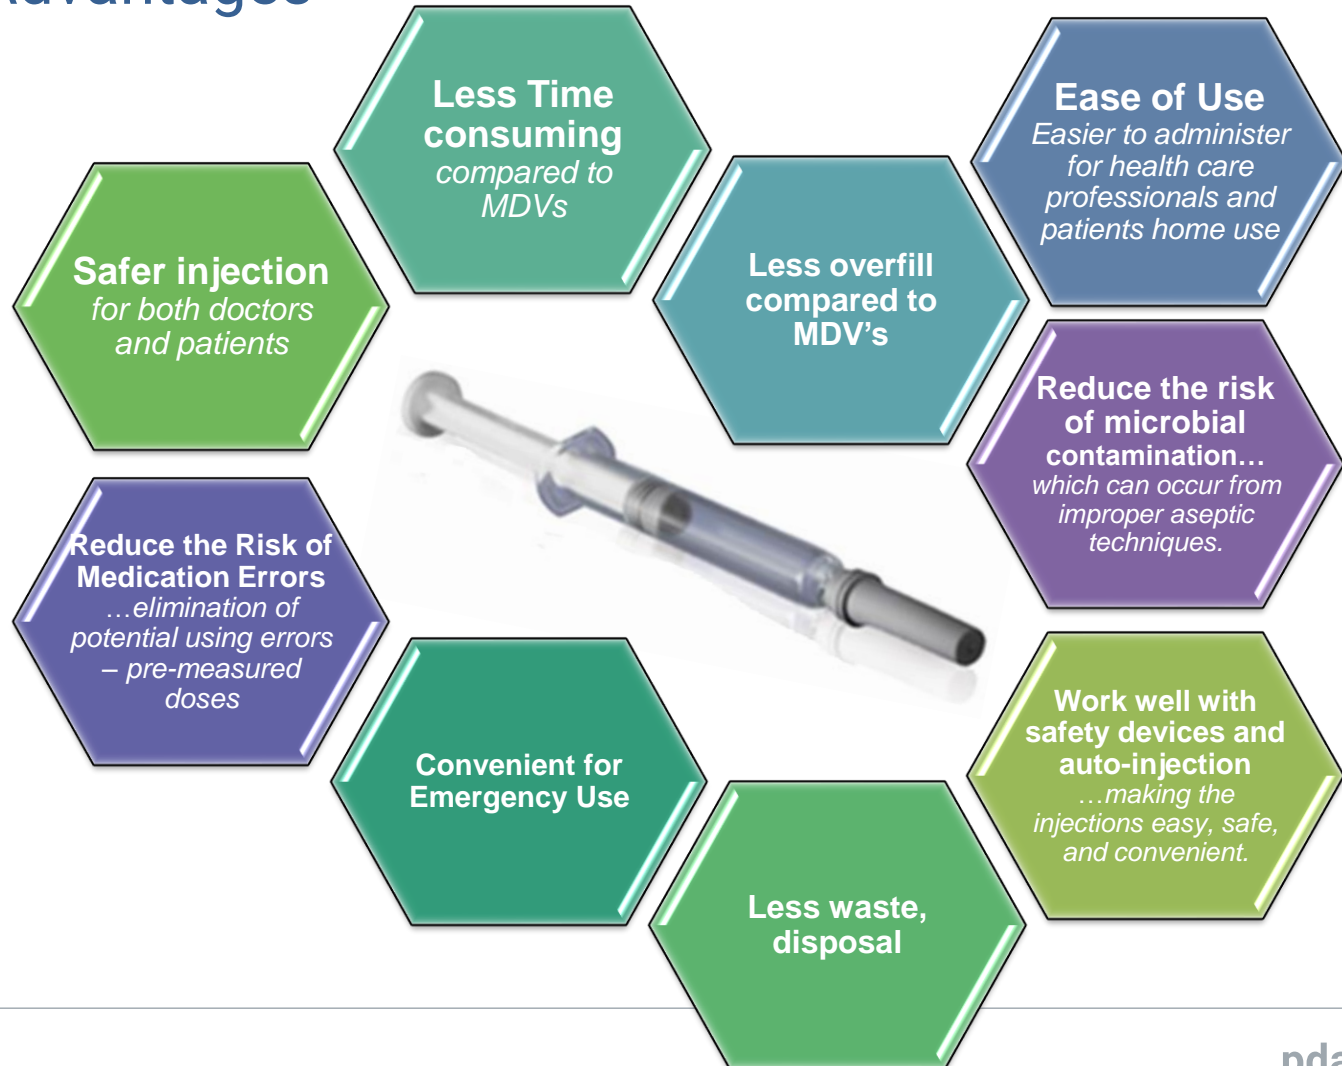 Advantages
Less Time
consuming
compared to
MDVs
Ease of Use
Easier to administer
for health care
professionals and
patients home use
Safer injection
for both doctors
and patients
Less overfill
compared to
MDV’s
Reduce the risk
of microbial
contamination…
which can occur from
improper aseptic
techniques.
Reduce the Risk of
Medication Errors
…elimination of
potential using errors
– pre-measured
doses
Convenient for
Emergency Use
Work well with
safety devices and
auto-injection
…making the
injections easy, safe,
and convenient.
Less waste,
disposal
pda